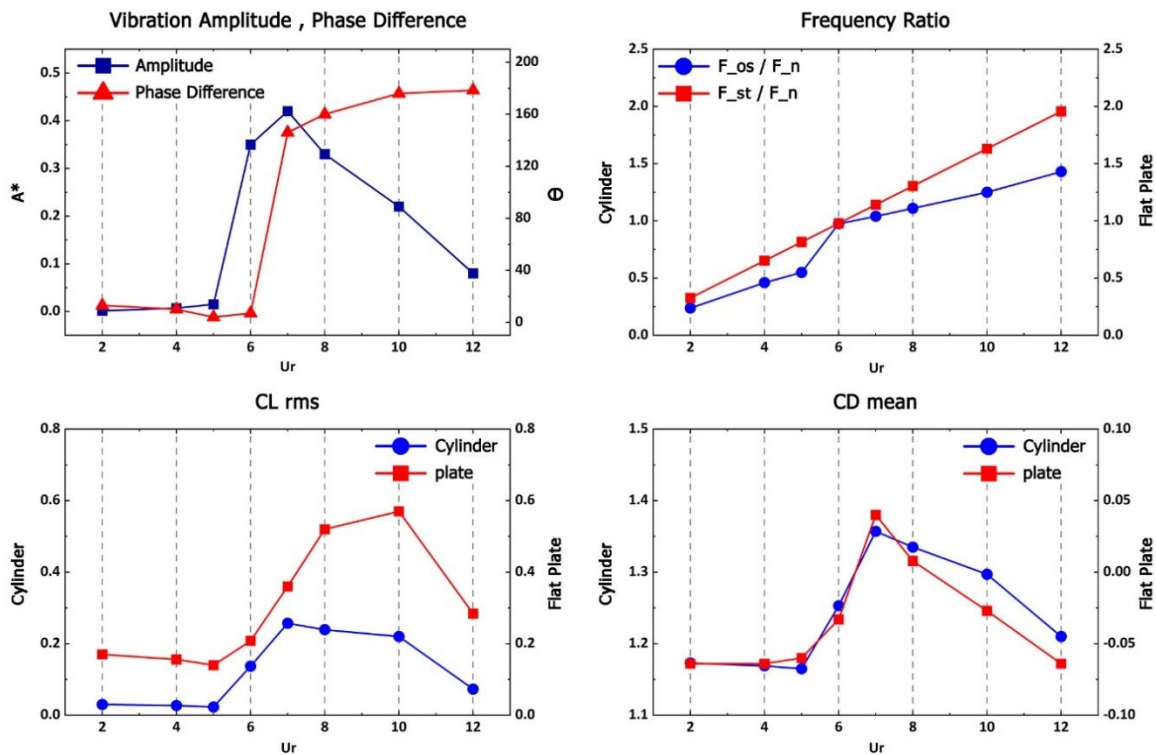 Vibration Amplitude , Phase Difference
Amplitude
Phase Difference
0.5
0.4
0.3
0.2
0.1
0.0
A*
200
160
120
80
40
0
Θ
2 4 6 8 10 12
Ur
Frequency Ratio
F_os / F_n
F_st / F_n
2.5
2.0
1.5
1.0
0.5
0.0
Cylinder
2.5
2.0
1.5
1.0
0.5
0.0
Flat Plate
2 4 6 8 10 12
Ur
CL rms
Cylinder
plate
0.8
0.6
0.4
0.2
0.0
Cylinder
0.8
0.6
0.4
0.2
0.0
Flat Plate
2 4 6 8 10 12
Ur
CD mean
Cylinder
plate
1.5
1.4
1.3
1.2
1.1
Cylinder
0.10
0.05
0.00
-0.05
-0.10
Flat Plate
2 4 6 8 10 12
Ur